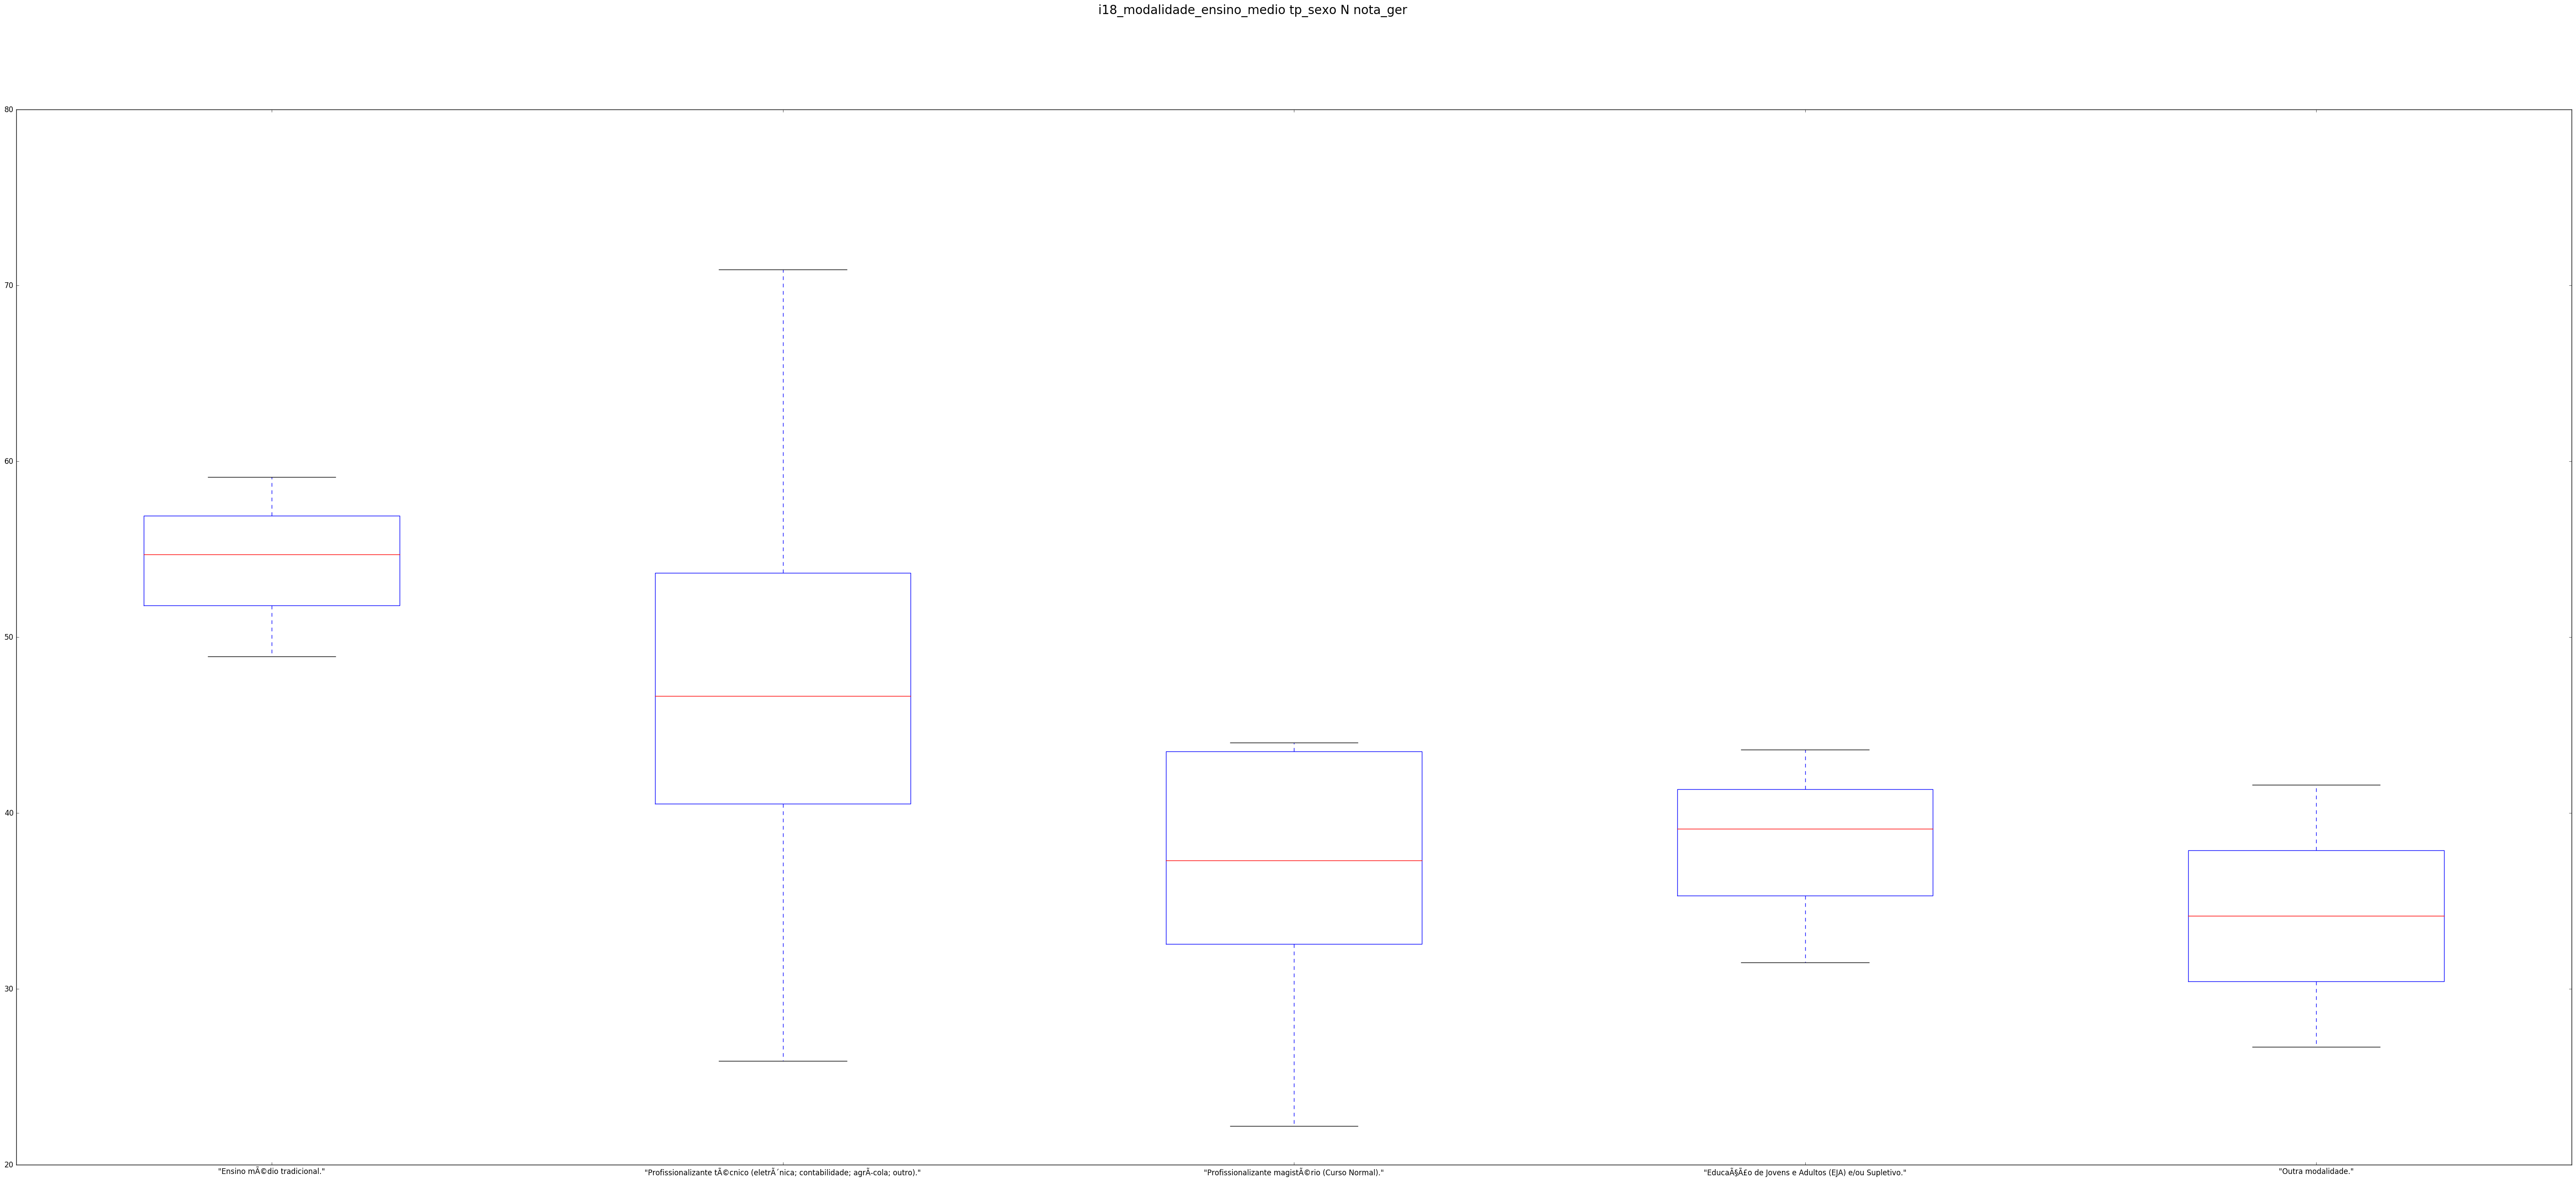 i18_modalidade_ensino_medio tp_sexo N nota_ger
80
70
60
50
40
30
20
"Ensino mÃ©dio tradicional."
"Profissionalizante tÃ©cnico (eletrÃ´nica; contabilidade; agrÃ-cola; outro)."
"Profissionalizante magistÃ©rio (Curso Normal)."
"EducaÃ§Ã£o de Jovens e Adultos (EJA) e/ou Supletivo."
"Outra modalidade."